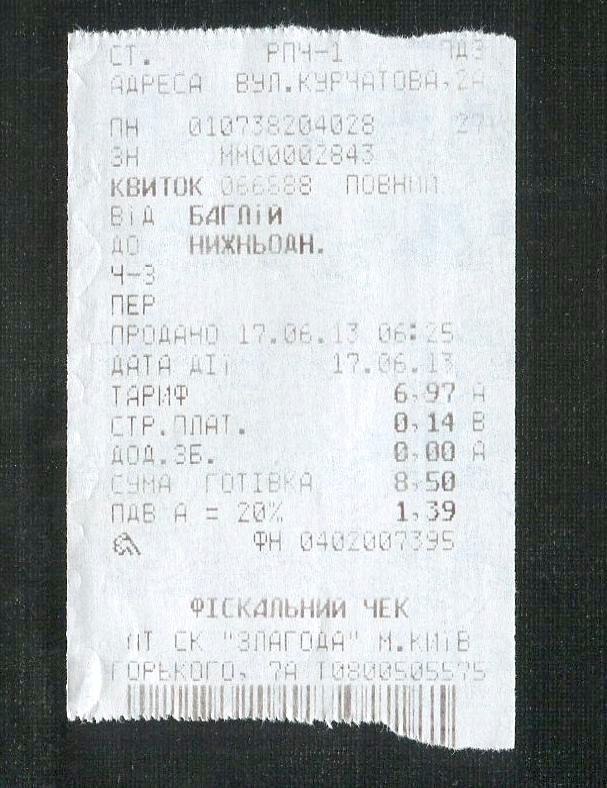 СТ. РПЧ-1 ПДЗ
АДРЕСА ВУЛ.КУРЧАТОВА,2А
ПН 010738204028 27
ЗН ММ00002843
КВИТОК 066588 ПОВНИЙ
ВІД БАГЛІЙ
ДО НИЖНЬОДН.
Ч-3
ПЕР
ПРОДАНО 17.06.13 06:25
ДАТА ДІЇ 17.06.13
ТАРИФ 6,97 А
СТР.ПЛАТ. 0,14 В
ДОД.ЗБ. 0,00 А
СУМА ГОТІВКА 8,50
ПДВ А = 20% 1,39
ФН 0402007395
ФІСКАЛЬНИЙ ЧЕК
ПТ СК "ЗЛАГОДА" М.КИЇВ
ГОРЬКОГО, 7А Т0800505575